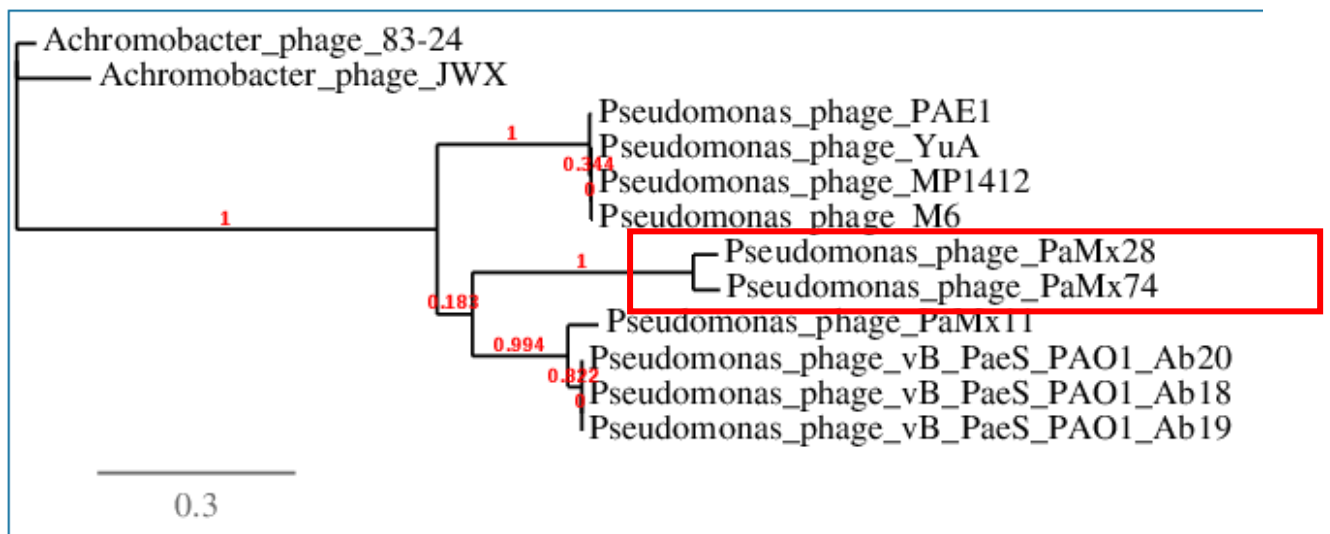 Achromobacter_phage_83-24
Achromobacter_phage_JWX
Pseudomonas_phage_PAE1
1
Pseudomonas_phage_YuA
0.344
Pseudomonas_phage_MP1412
0
Pseudomonas_phage_M6
1
Pseudomonas_phage_PaMx28
1
Pseudomonas_phage_PaMx74
0.183
Pseudomonas_phage_PaMx11
0.994
Pseudomonas_phage_vB_PaeS_PAO1_Ab20
0.822
Pseudomonas_phage_vB_PaeS_PAO1_Ab18
0
Pseudomonas_phage_vB_PaeS_PAO1_Ab19
0.3